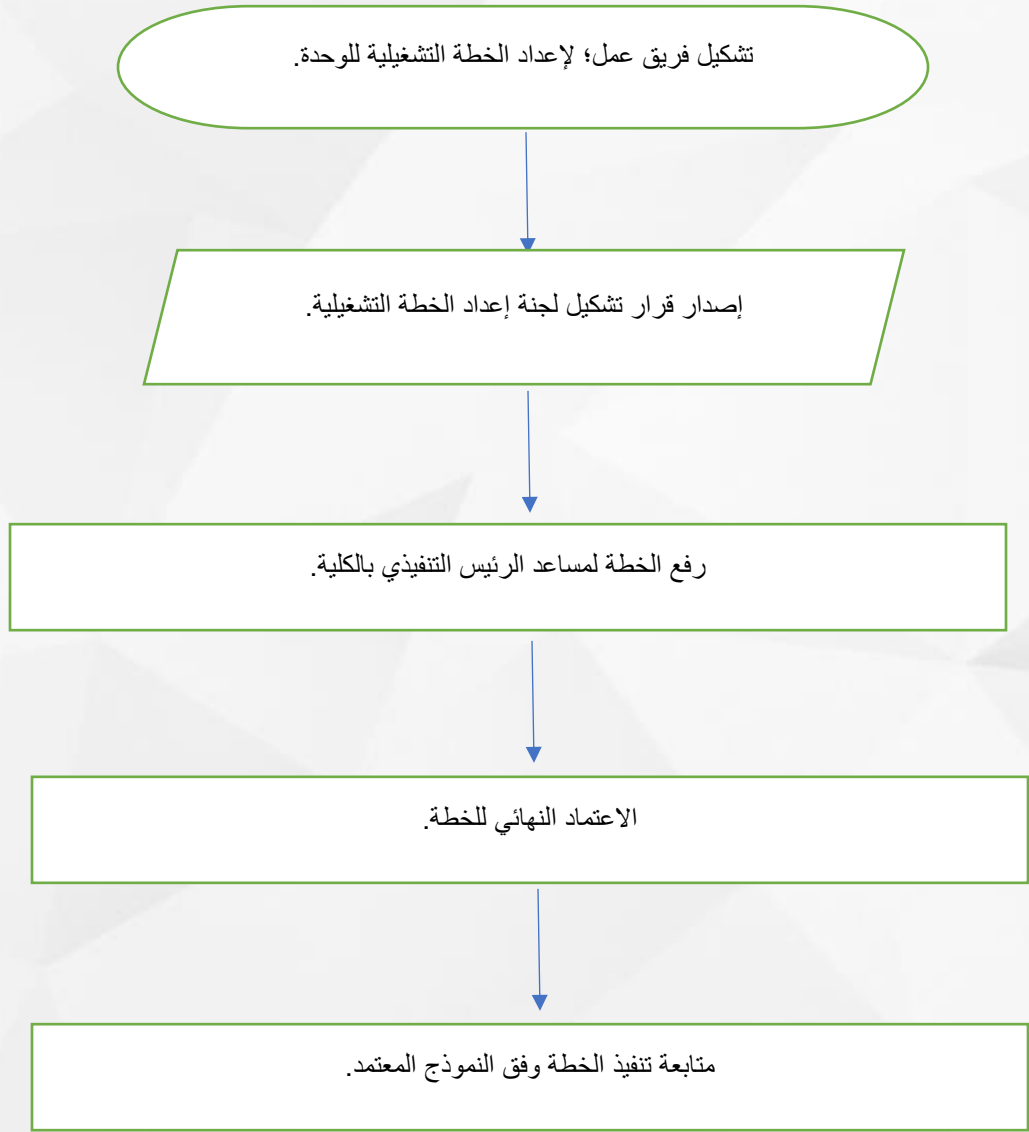 تشكيل فريق عمل؛ لإعداد الخطة التشغيلية للوحدة.
إصدار قرار تشكيل لجنة إعداد الخطة التشغيلية.
رفع الخطة لمساعد الرئيس التنفيذي بالكلية.
الاعتماد النهائي للخطة.
متابعة تنفيذ الخطة وفق النموذج المعتمد.